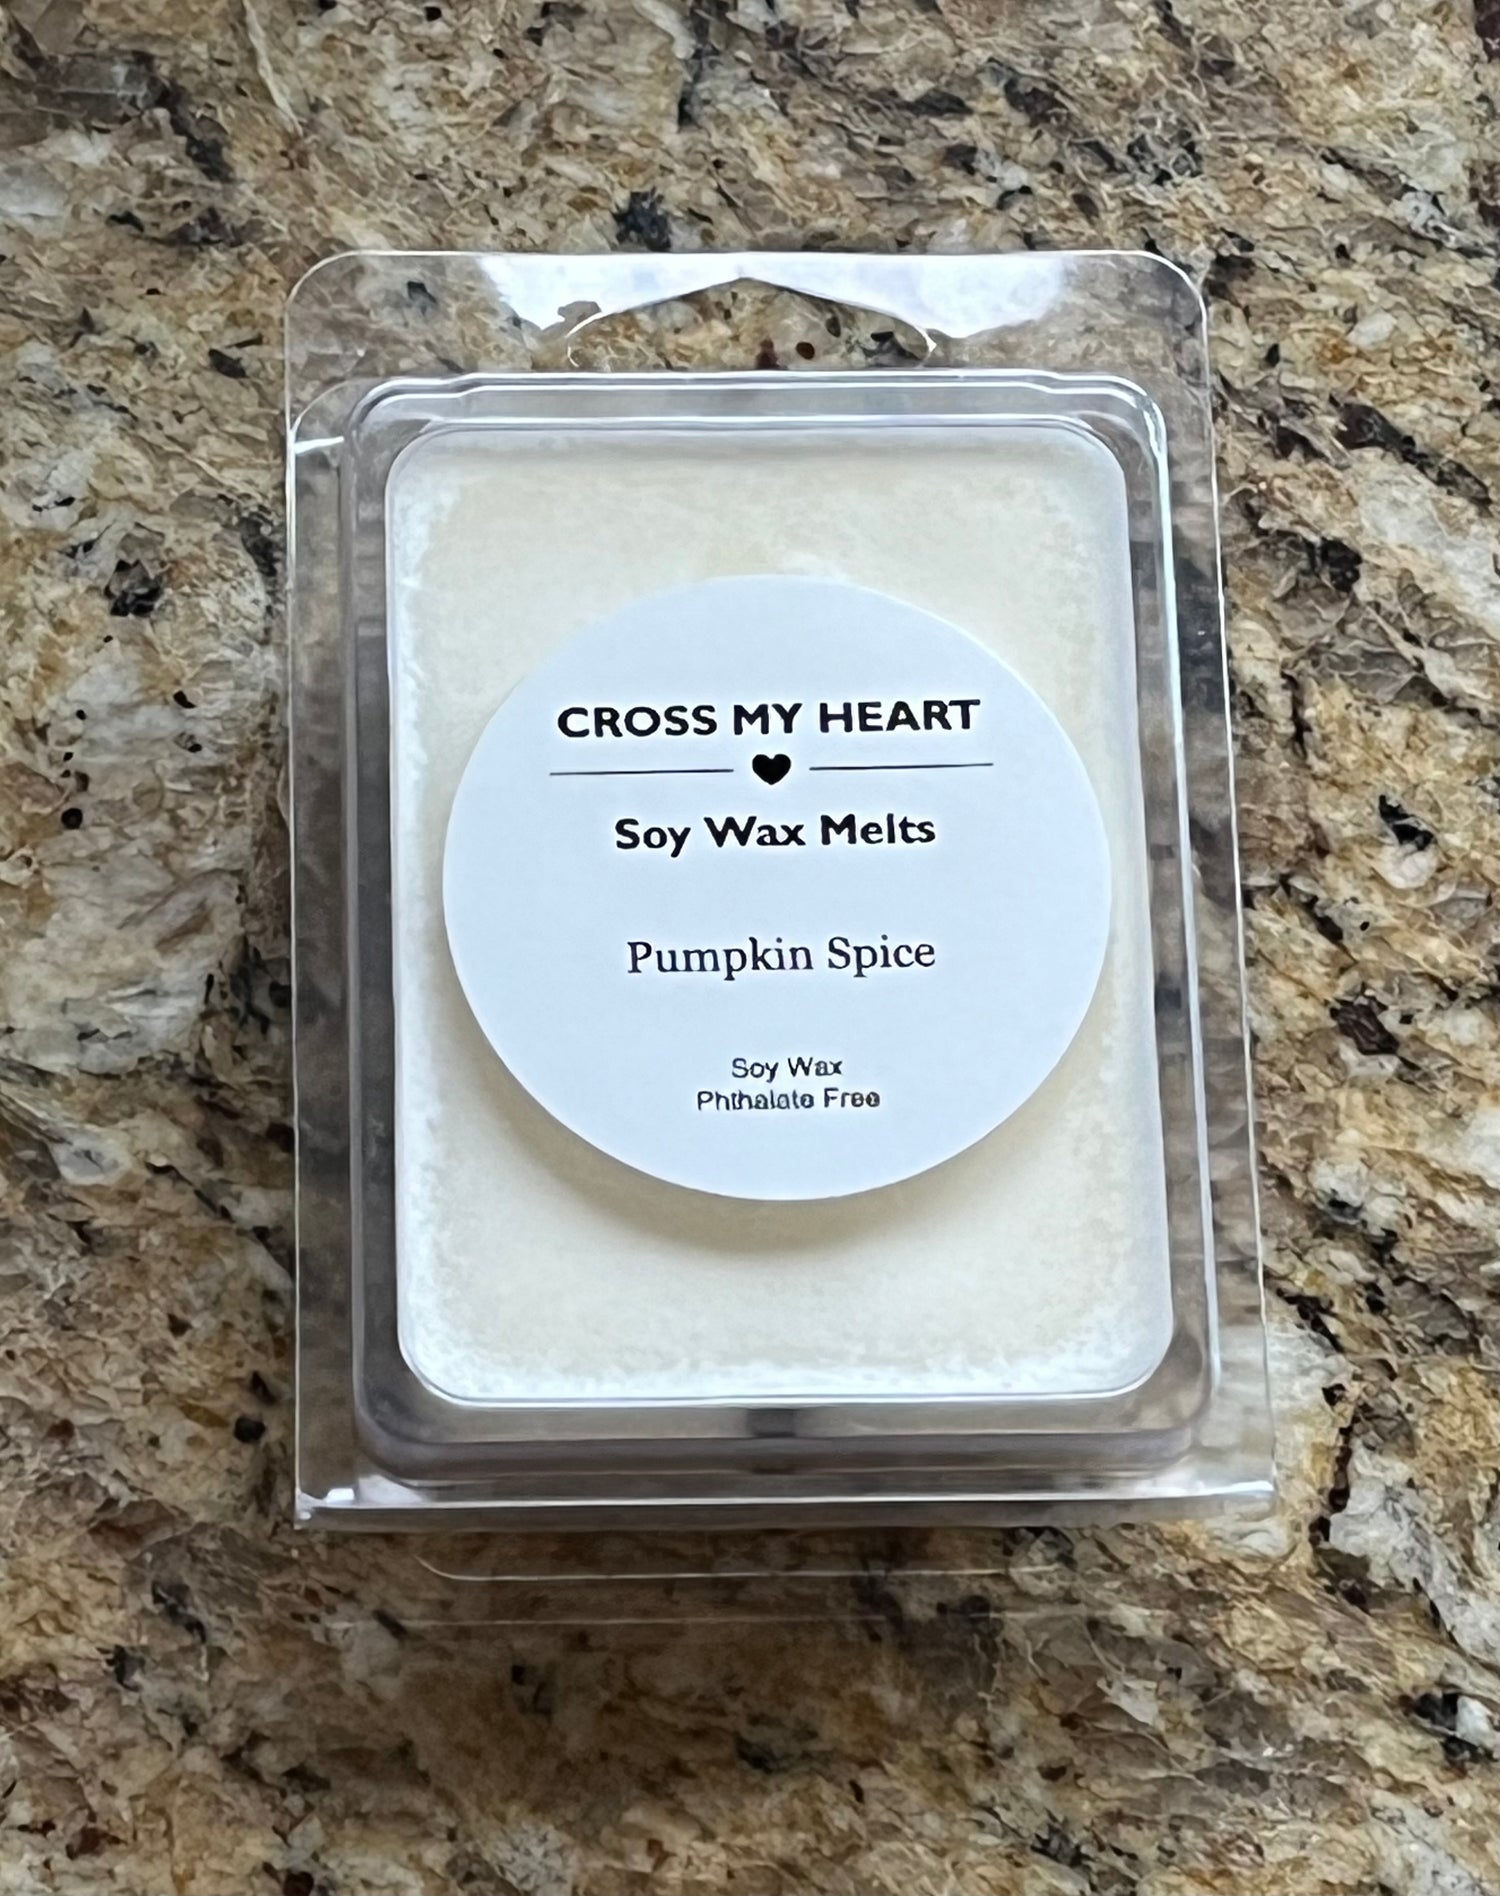 CROSS MY HEART
Soy Wax Melts
Pumpkin Spice
Soy Wax
Phthalate Free